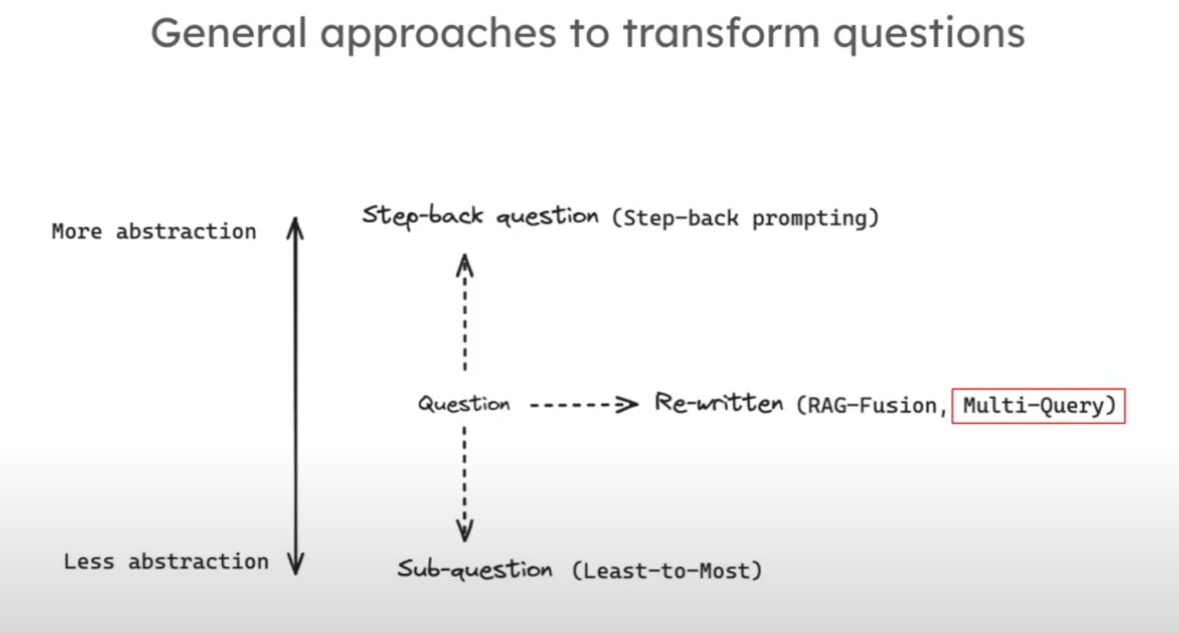 General approaches to transform questions
More abstraction
Step-back question (Step-back prompting)
Question
Re-written (RAG-Fusion, Multi-Query)
Less abstraction
Sub-question (Least-to-Most)